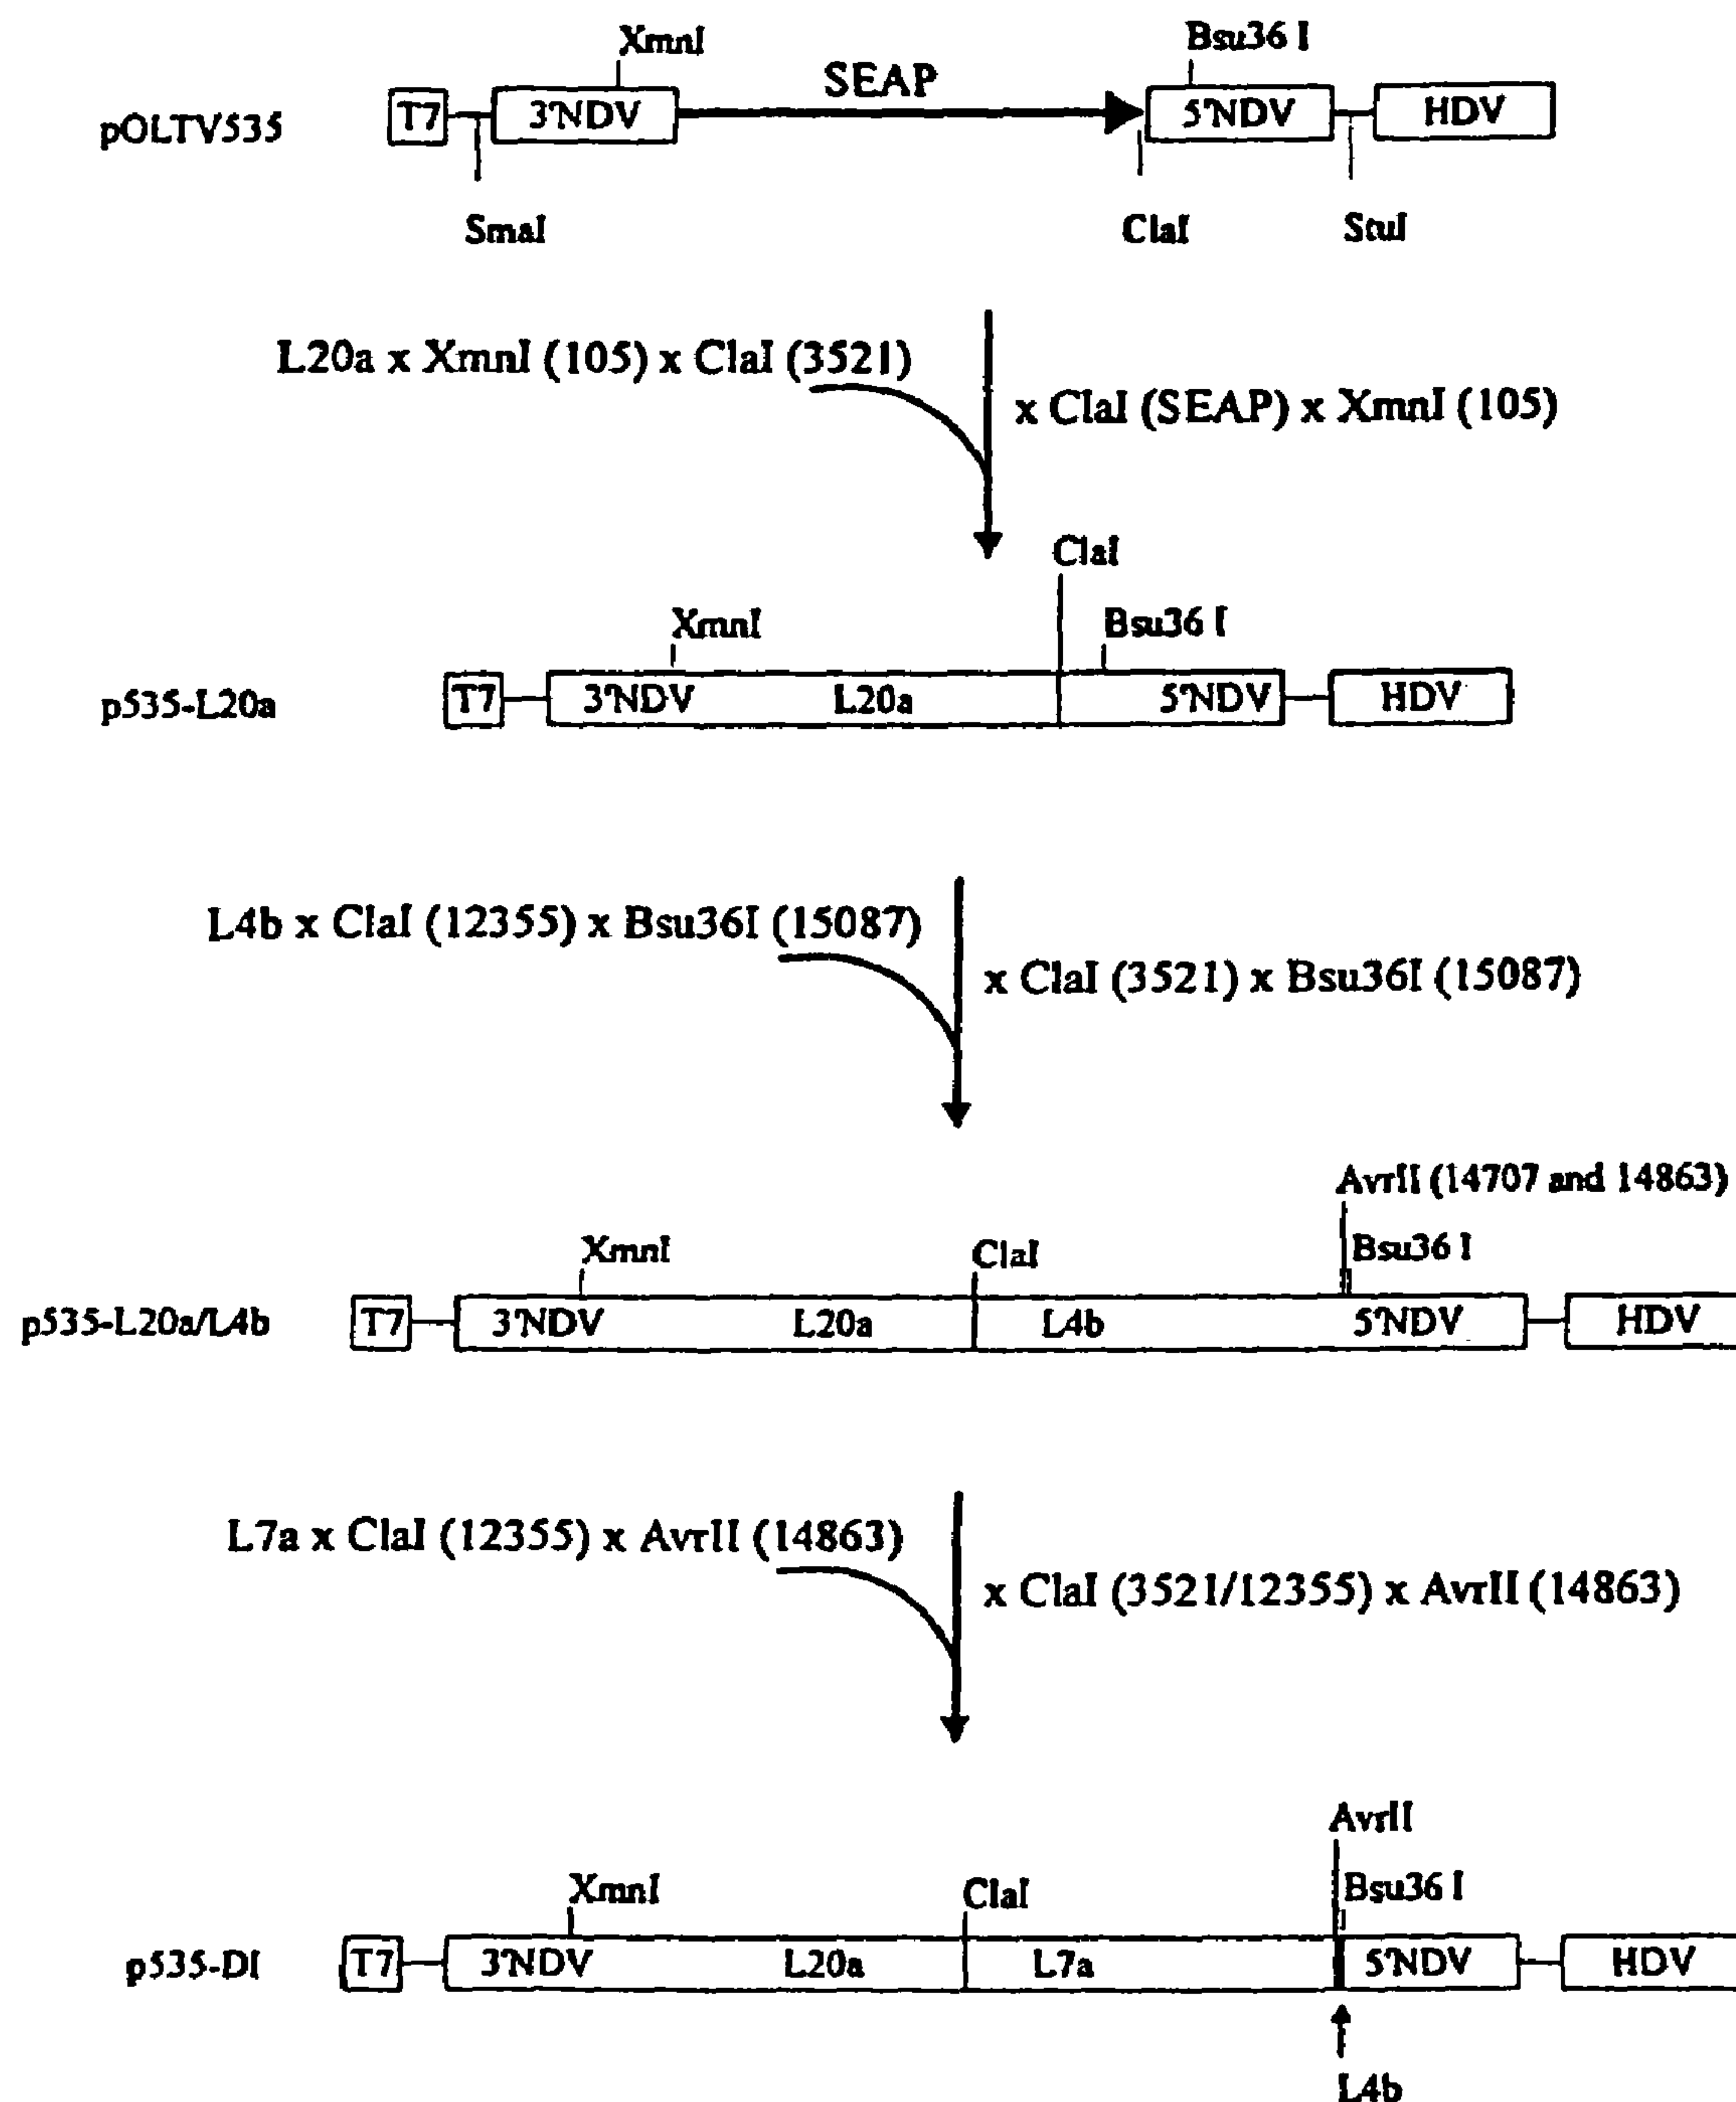 XmnI
Bsu36 I
SEAP
pOLTV535
T7
3'NDV
5'NDV
HDV
SmaI
ClaI
StuI
L20a x XmnI (105) x ClaI (3521)
x ClaI (SEAP) x XmnI (105)
ClaI
XmnI
Bsu36 I
p535-L20a
T7
3'NDV
L20a
5'NDV
HDV
L4b x ClaI (12355) x Bsu36I (15087)
x ClaI (3521) x Bsu36I (15087)
AvrII (14707 and 14863)
XmnI
ClaI
Bsu36 I
p535-L20a/L4b
T7
3'NDV
L20a
L4b
5'NDV
HDV
L7a x ClaI (12355) x AvrII (14863)
x ClaI (3521/12355) x AvrII (14863)
AvrII
XmnI
ClaI
Bsu36 I
p535-DI
T7
3'NDV
L20a
L7a
5'NDV
HDV
L4b